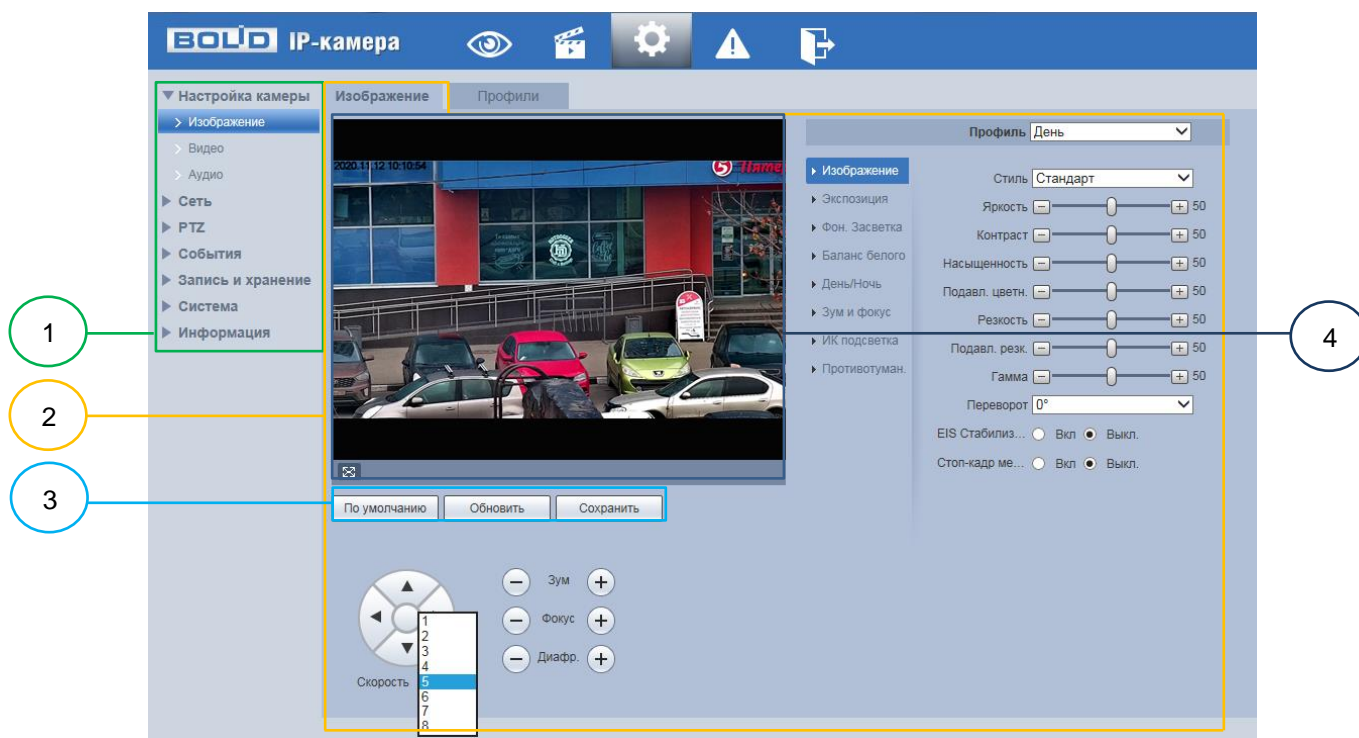 BOLID IP-камера
Настройка камеры
Изображение
Видео
Аудио
Сеть
PTZ
События
Запись и хранение
Система
Информация
1
2
3
4
Изображение
Профили
2020.11.12 10:10:54
5
По умолчанию
Обновить
Сохранить
Зум
Фокус
Диафр.
Скорость
1
2
3
4
5
6
7
8
Изображение
Экспозиция
Фон. Засветка
Баланс белого
День/Ночь
Зум и фокус
ИК подсветка
Противотуман.
Профиль День
Стиль Стандарт
Яркость 50
Контраст 50
Насыщенность 50
Подавл. цветн. 50
Резкость 50
Подавл. резк. 50
Гамма 50
Переворот 0°
EIS Стабилиз... Вкл Выкл.
Стоп-кадр ме... Вкл Выкл.